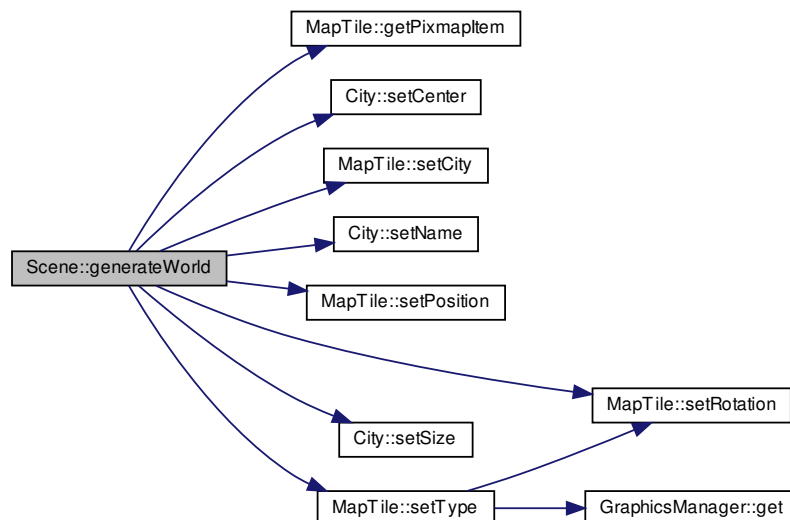 MapTile::getPixmapItem
City::setCenter
MapTile::setCity
City::setName
Scene::generateWorld
MapTile::setPosition
MapTile::setRotation
City::setSize
MapTile::setType
GraphicsManager::get